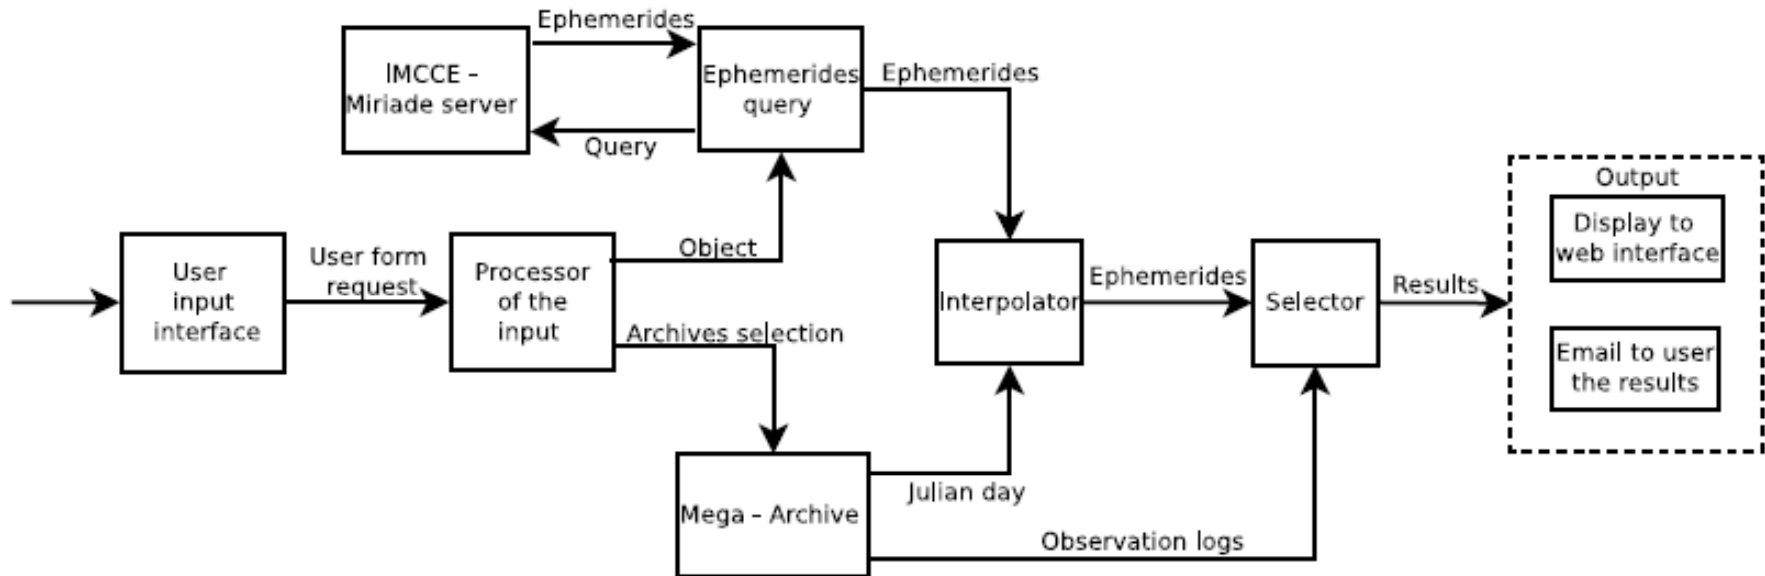 Ephemerides
IMCCE –
Miriade server
Ephemerides
query
Ephemerides
Query
Output
Display to
web interface
User
input
interface
User form
request
Processor
of the
input
Object
Archives selection
Interpolator
Ephemerides
Selector
Results
Email to user
the results
Mega – Archive
Julian day
Observation logs